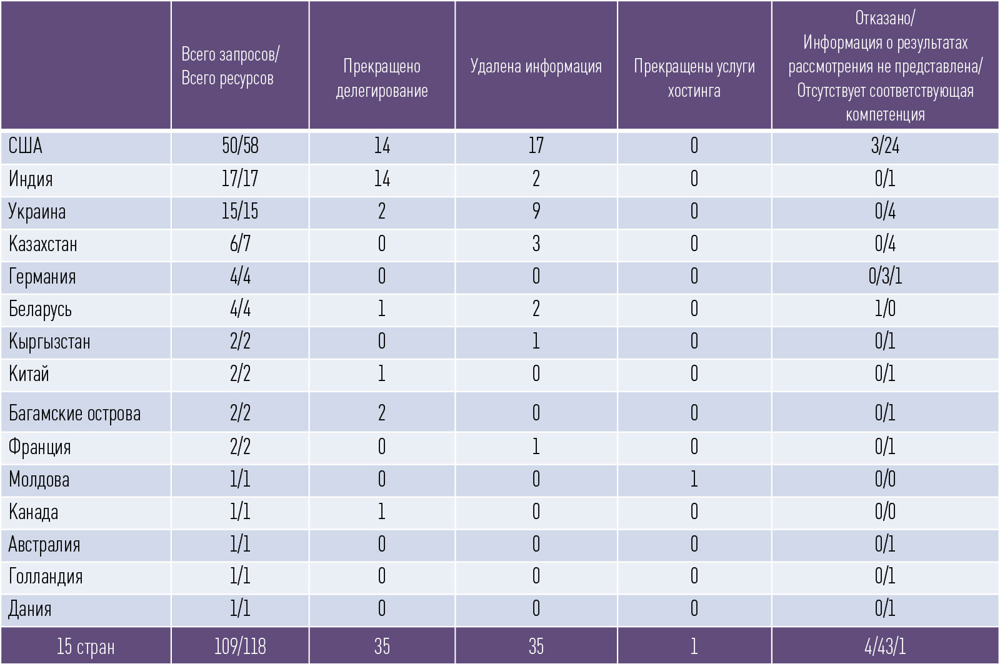 Всего запросов/
Всего ресурсов
Прекращено
делегирование
Удалена информация
Прекращены услуги
хостинга
Отказано/
Информация о результатах
рассмотрения не представлена/
Отсутствует соответствующая
компетенция
США 50/58 14 17 0 3/24
Индия 17/17 14 2 0 0/1
Украина 15/15 2 9 0 0/4
Казахстан 6/7 0 3 0 0/4
Германия 4/4 0 0 0 0/3/1
Беларусь 4/4 1 2 0 1/0
Кыргызстан 2/2 0 1 0 0/1
Китай 2/2 1 0 0 0/1
Багамские острова 2/2 2 0 0 0/1
Франция 2/2 0 1 0 0/1
Молдова 1/1 0 0 1 0/0
Канада 1/1 1 0 0 0/0
Австралия 1/1 0 0 0 0/1
Голландия 1/1 0 0 0 0/1
Дания 1/1 0 0 0 0/1
15 стран 109/118 35 35 1 4/43/1